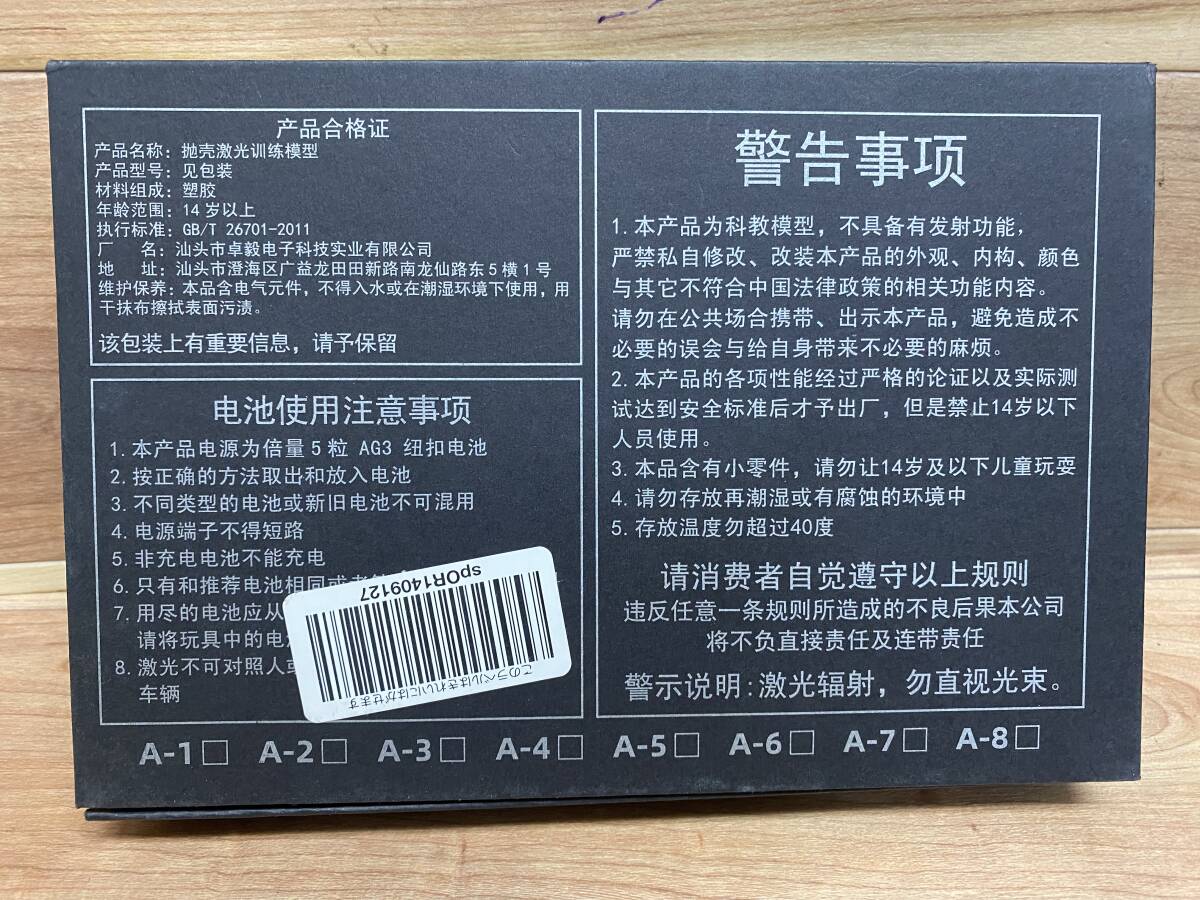 产品合格证
产品名称：抛壳激光训练模型
产品型号：见包装
材料组成：塑胶
年龄范围：14岁以上
执行标准：GB/T 26701-2011
厂 名：汕头市卓毅电子科技实业有限公司
地 址：汕头市澄海区广益龙田田新路南龙仙路东5横1号
维护保养：本品含电气元件，不得入水或在潮湿环境下使用，用
干抹布擦拭表面污渍。
该包装上有重要信息，请予保留
电池使用注意事项
1.本产品电源为倍量5粒 AG3 纽扣电池
2.按正确的方法取出和放入电池
3.不同类型的电池或新旧电池不可混用
4.电源端子不得短路
5.非充电电池不能充电
6.只有和推荐电池相同或
7.用尽的电池应从
请将玩具中的电
8.激光不可对照人或
车辆
spOR1409127
このラベルはきれいにはがせます
警告事项
1.本产品为科教模型，不具备有发射功能，
严禁私自修改、改装本产品的外观、内构、颜色
与其它不符合中国法律政策的相关功能内容。
请勿在公共场合携带、出示本产品，避免造成不
必要的误会与给自身带来不必要的麻烦。
2.本产品的各项性能经过严格的论证以及实际测
试达到安全标准后才予出厂，但是禁止14岁以下
人员使用。
3.本品含有小零件，请勿让14岁及以下儿童玩耍
4.请勿存放再潮湿或有腐蚀的环境中
5.存放温度勿超过40度
请消费者自觉遵守以上规则
违反任意一条规则所造成的不良后果本公司
将不负直接责任及连带责任
警示说明:激光辐射，勿直视光束。
A-1 A-2 A-3 A-4 A-5 A-6 A-7 A-8